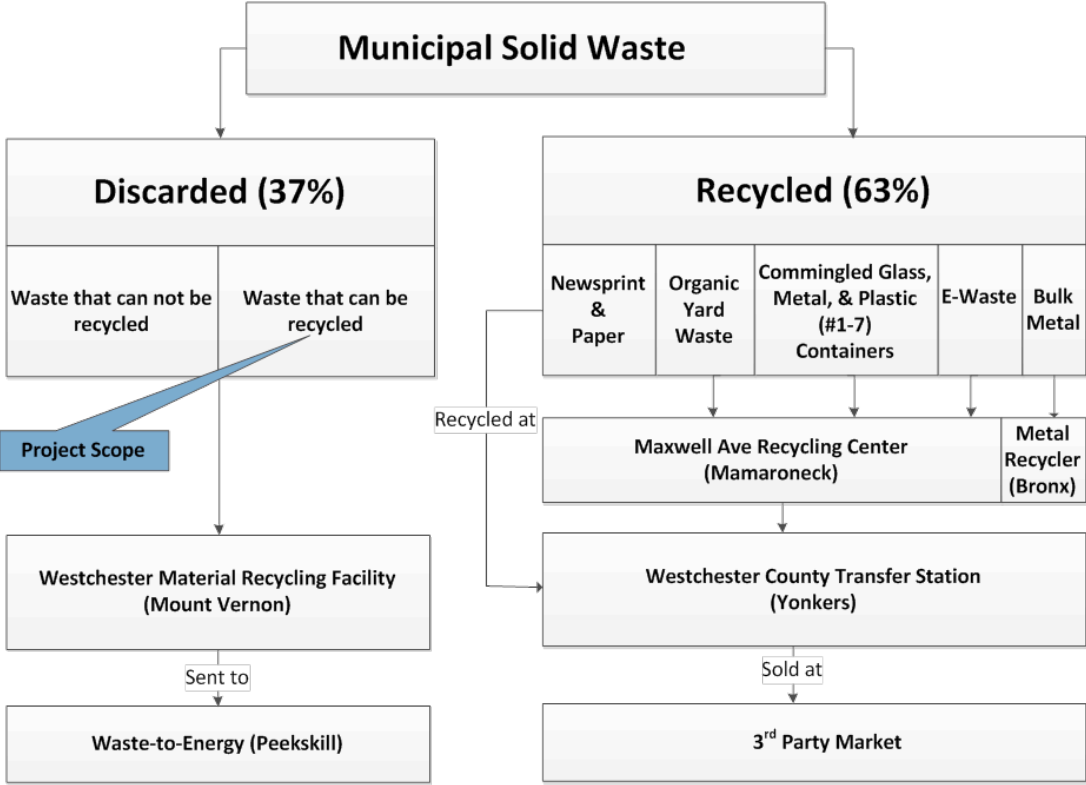 Municipal Solid Waste
Discarded (37%)
Recycled (63%)
Waste that can not be
recycled
Waste that can be
recycled
Newsprint
&
Paper
Organic
Yard
Waste
Commingled Glass,
Metal, & Plastic
(#1-7)
Containers
E-Waste
Bulk
Metal
Project Scope
Recycled at
Maxwell Ave Recycling Center
(Mamaroneck)
Metal
Recycler
(Bronx)
Westchester Material Recycling Facility
(Mount Vernon)
Westchester County Transfer Station
(Yonkers)
Sent to
Sold at
Waste-to-Energy (Peekskill)
3rd Party Market